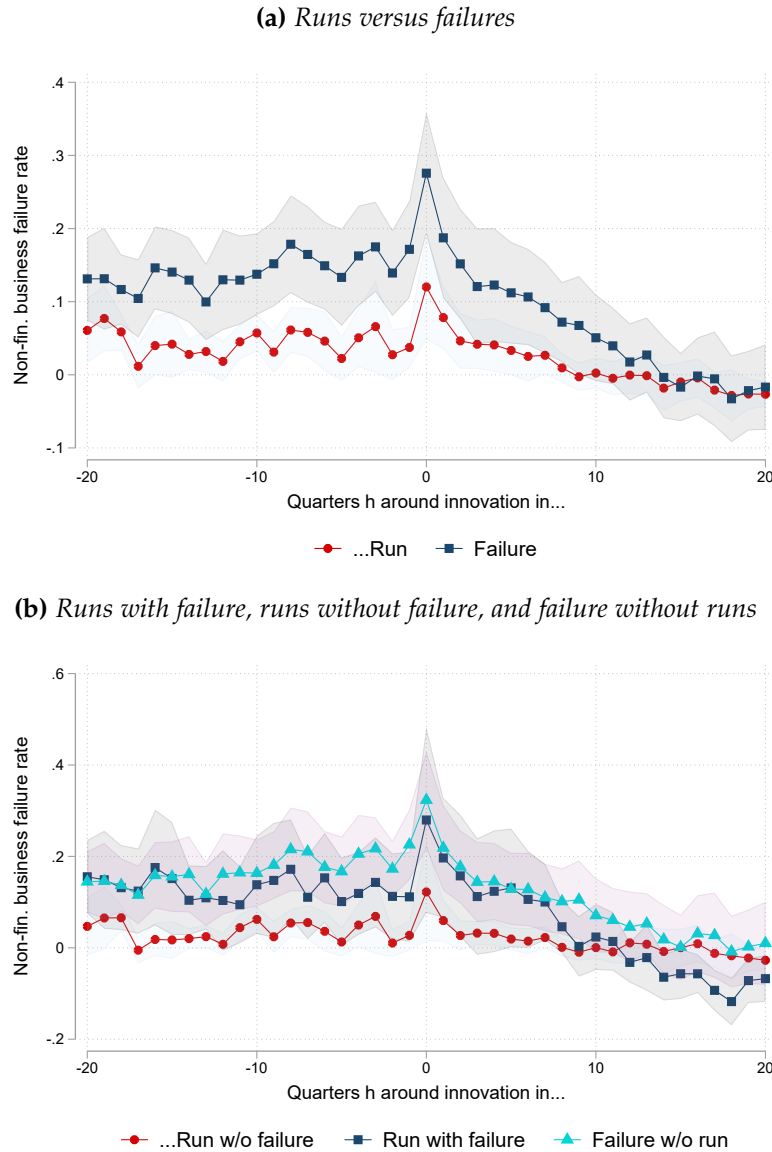 (a) Runs versus failures
Non-fin. business failure rate
.4
.3
.2
.1
0
-.1
-20
-10
0
10
20
Quarters h around innovation in...
...Run
Failure
(b) Runs with failure, runs without failure, and failure without runs
Non-fin. business failure rate
.6
.4
.2
0
-.2
-20
-10
0
10
20
Quarters h around innovation in...
...Run w/o failure
Run with failure
Failure w/o run